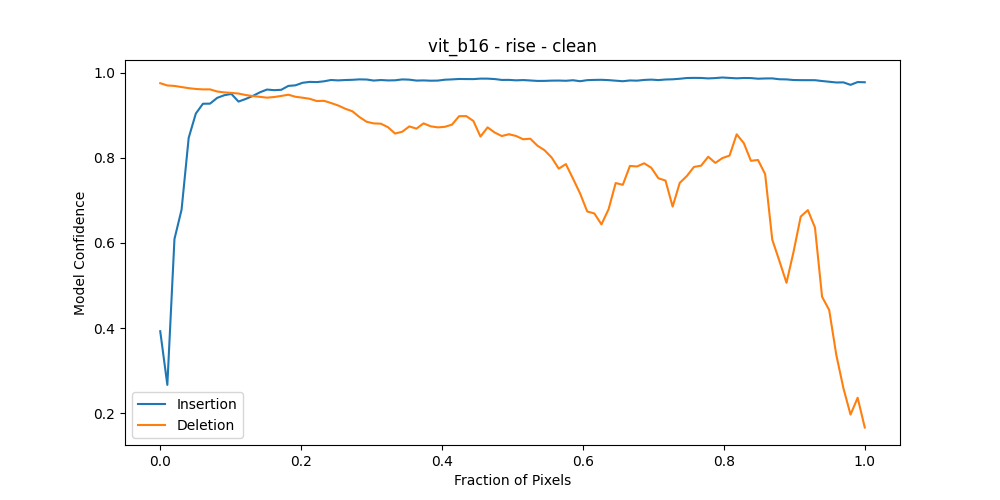 vit_b16 - rise - clean
1.0
0.8
0.6
0.4
0.2
Model Confidence
Insertion
Deletion
0.0 0.2 0.4 0.6 0.8 1.0
Fraction of Pixels